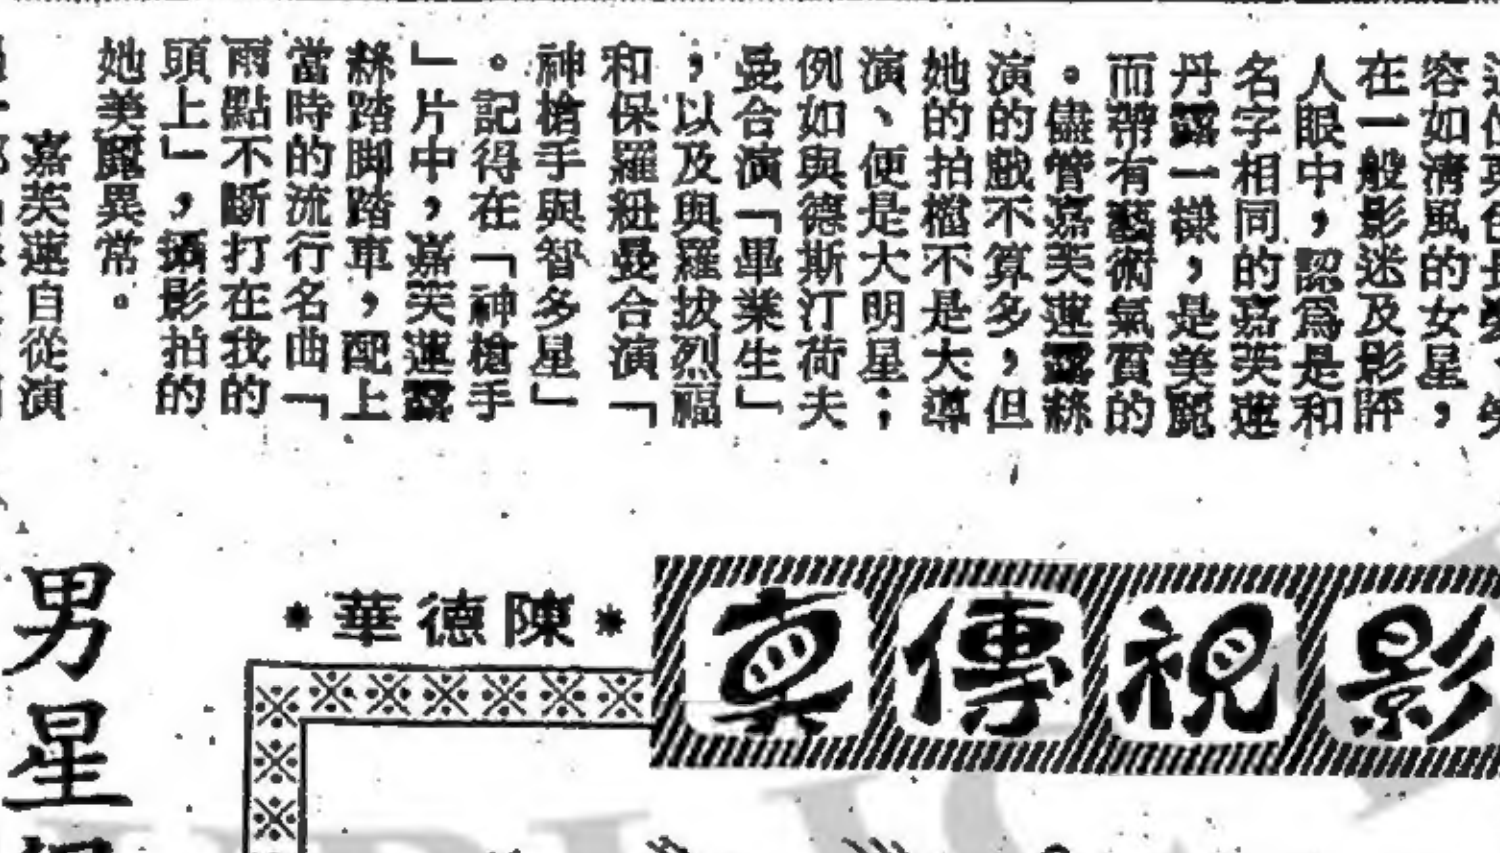 容如清風的女星，
在一般影迷及影評
人眼中，認爲是和
名字相同的嘉芙蓮
丹露一樣，是美麗
而帶有藝術氣質的
。儘管嘉芙蓮露絲
演的戲不算多，但
她的拍檔不是大導
演、便是大明星；
例如與德斯汀荷夫
曼合演「畢業生」
，以及與羅拔烈福
和保羅紐曼合演「
神槍手與智多星」
。記得在「神槍手
」片中，嘉芙蓮露
絲踏脚踏車，配上
當時的流行名曲「
雨點不斷打在我的
頭上」，攝影拍的
她美麗異常。
嘉芙蓮自從演
影視傳真
*陳德華*
男星